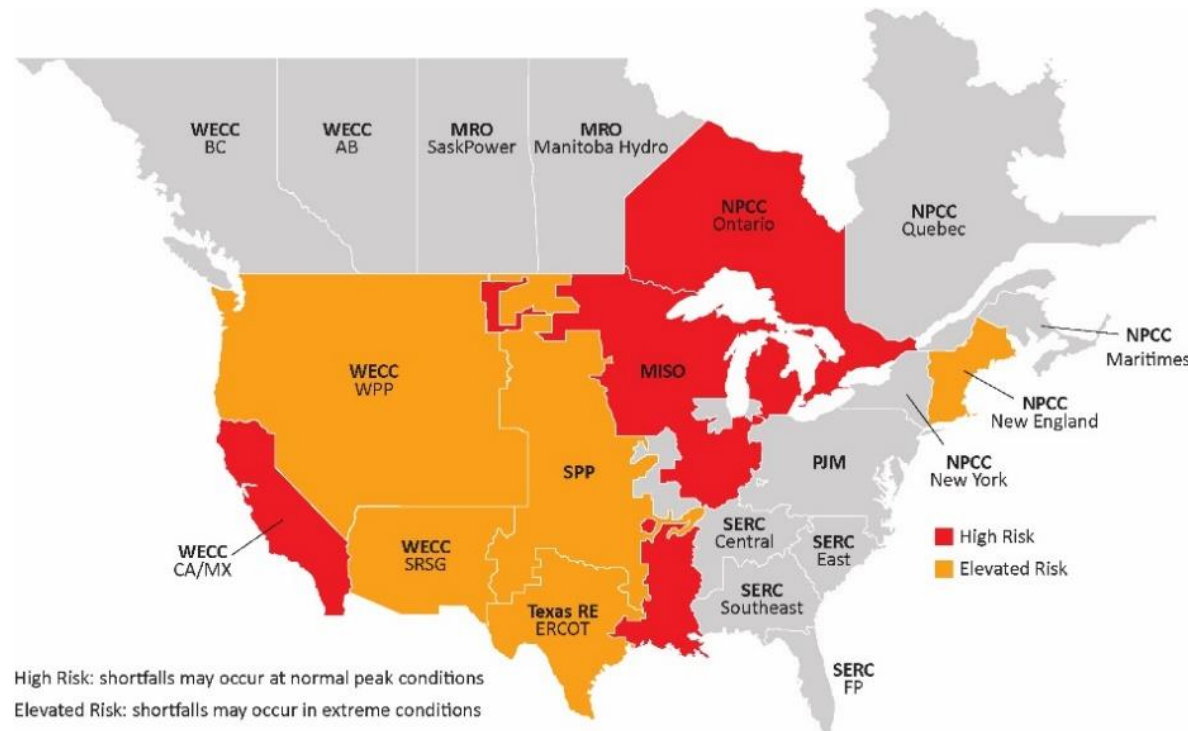 WECC
BC
WECC
AB
MRO
SaskPower
MRO
Manitoba Hydro
NPCC
Ontario
NPCC
Quebec
NPCC
Maritimes
WECC
WPP
MISO
NPCC
New England
SPP
PJM
NPCC
New York
WECC
CA/MX
WECC
SRSG
SERC
Central
SERC
East
High Risk
Elevated Risk
Texas RE
ERCOT
SERC
Southeast
SERC
FP
High Risk: shortfalls may occur at normal peak conditions
Elevated Risk: shortfalls may occur in extreme conditions